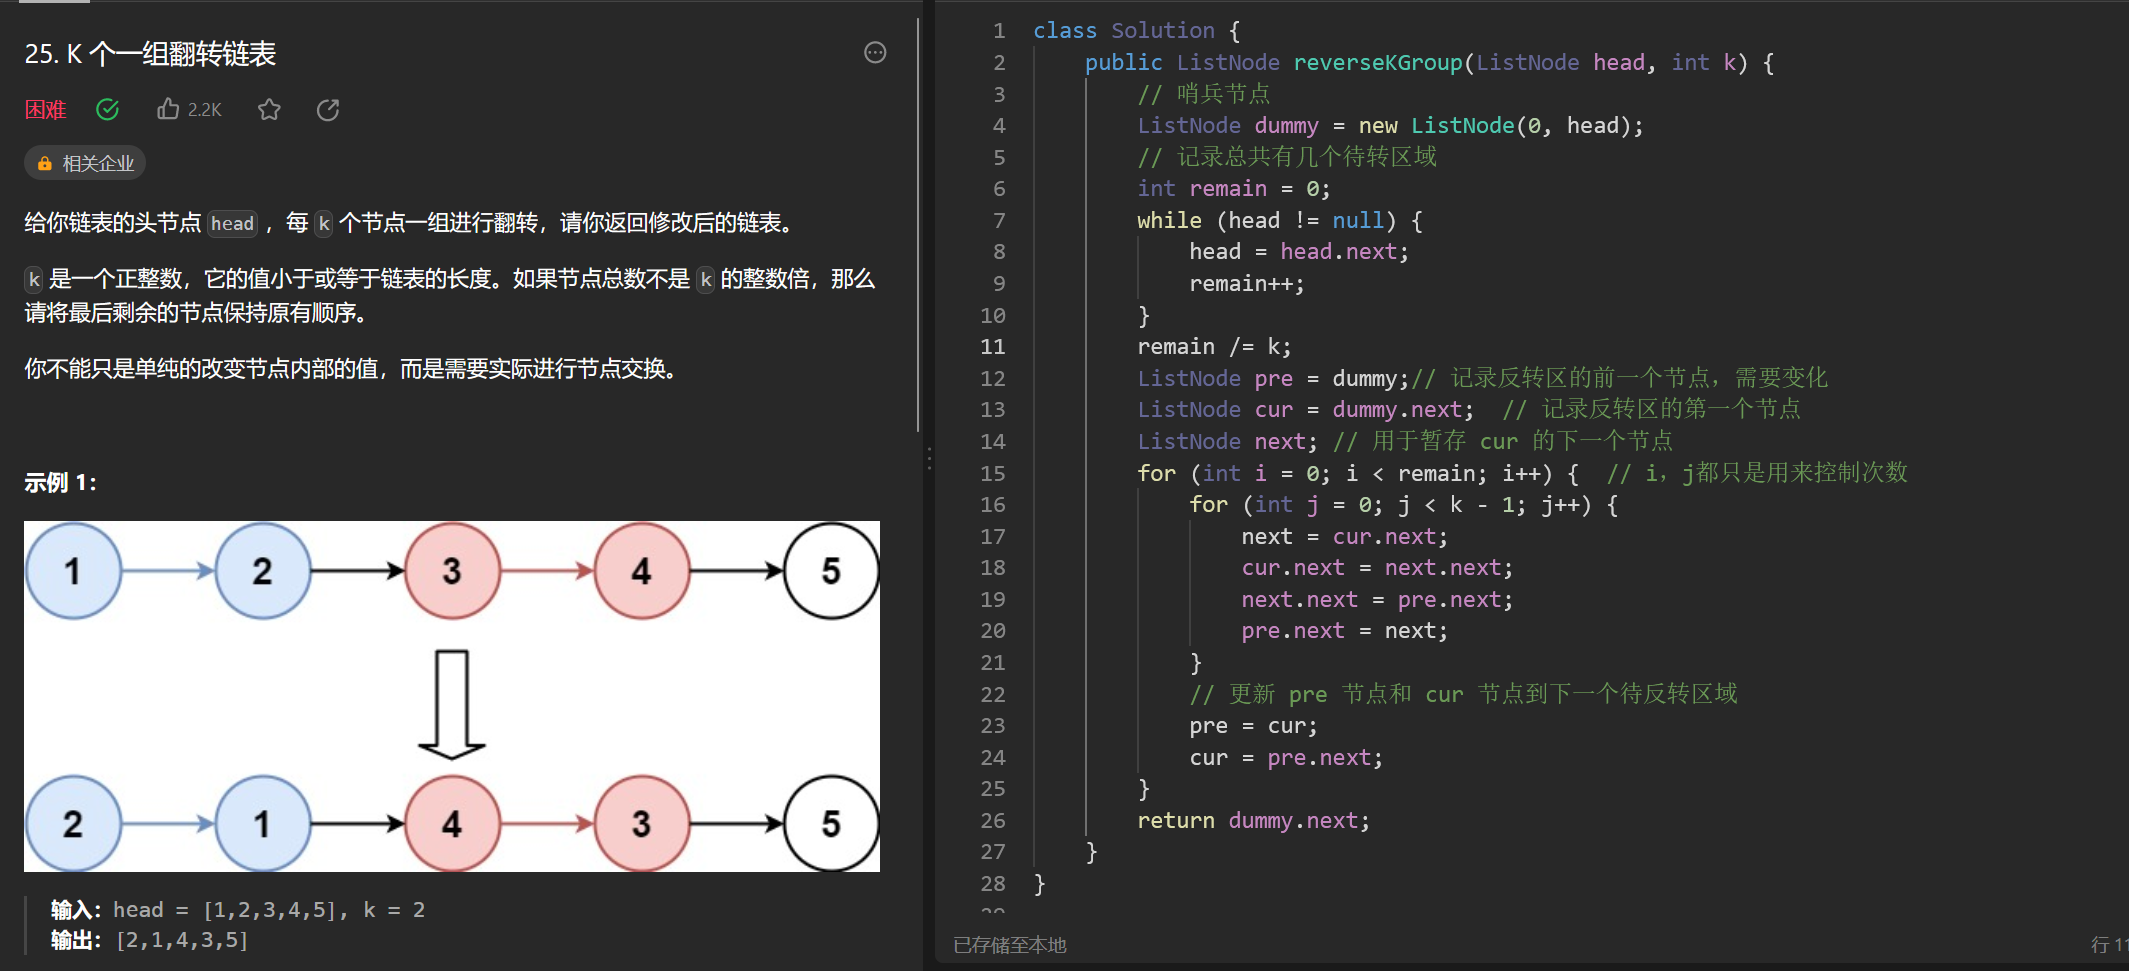 25. K 个一组翻转链表
困难 2.2K
相关企业
给你链表的头节点 head ，每 k 个节点一组进行翻转，请你返回修改后的链表。
k 是一个正整数，它的值小于或等于链表的长度。如果节点总数不是 k 的整数倍，那么
请将最后剩余的节点保持原有顺序。
你不能只是单纯的改变节点内部的值，而是需要实际进行节点交换。
示例 1：
1 2 3 4 5
2 1 4 3 5
输入：head = [1,2,3,4,5], k = 2
输出：[2,1,4,3,5]
1 class Solution {
2 public ListNode reverseKGroup(ListNode head, int k) {
3 // 哨兵节点
4 ListNode dummy = new ListNode(0, head);
5 // 记录总共有几个待转区域
6 int remain = 0;
7 while (head != null) {
8 head = head.next;
9 remain++;
10 }
11 remain /= k;
12 ListNode pre = dummy;// 记录反转区的前一个节点，需要变化
13 ListNode cur = dummy.next; // 记录反转区的第一个节点
14 ListNode next; // 用于暂存 cur 的下一个节点
15 for (int i = 0; i < remain; i++) { // i，j都只是用来控制次数
16 for (int j = 0; j < k - 1; j++) {
17 next = cur.next;
18 cur.next = next.next;
19 next.next = pre.next;
20 pre.next = next;
21 }
22 // 更新 pre 节点和 cur 节点到下一个待反转区域
23 pre = cur;
24 cur = pre.next;
25 }
26 return dummy.next;
27 }
28 }
已存储至本地
行 11